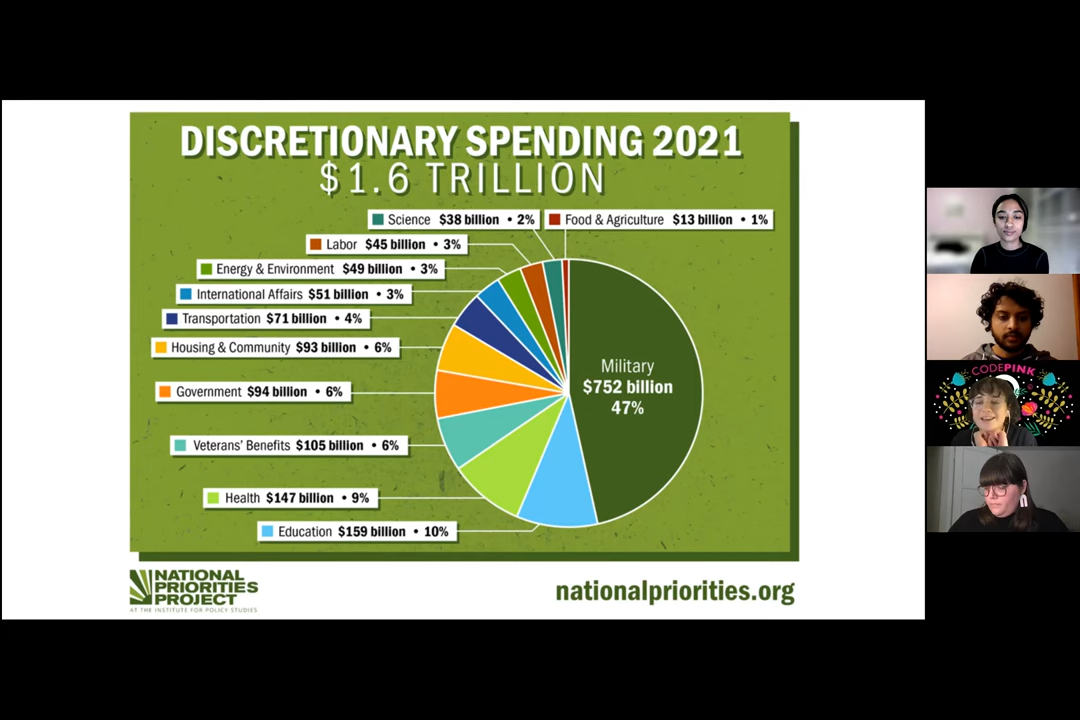 DISCRETIONARY SPENDING 2021
$1.6 TRILLION
Science $38 billion • 2%
Food & Agriculture $13 billion • 1%
Labor $45 billion • 3%
Energy & Environment $49 billion • 3%
International Affairs $51 billion • 3%
Transportation $71 billion • 4%
Housing & Community $93 billion • 6%
Military
$752 billion
47%
Government $94 billion • 6%
Veterans’ Benefits $105 billion • 6%
Health $147 billion • 9%
Education $159 billion • 10%
NATIONAL
PRIORITIES
PROJECT
AT THE INSTITUTE FOR POLICY STUDIES
nationalpriorities.org
CODEPINK